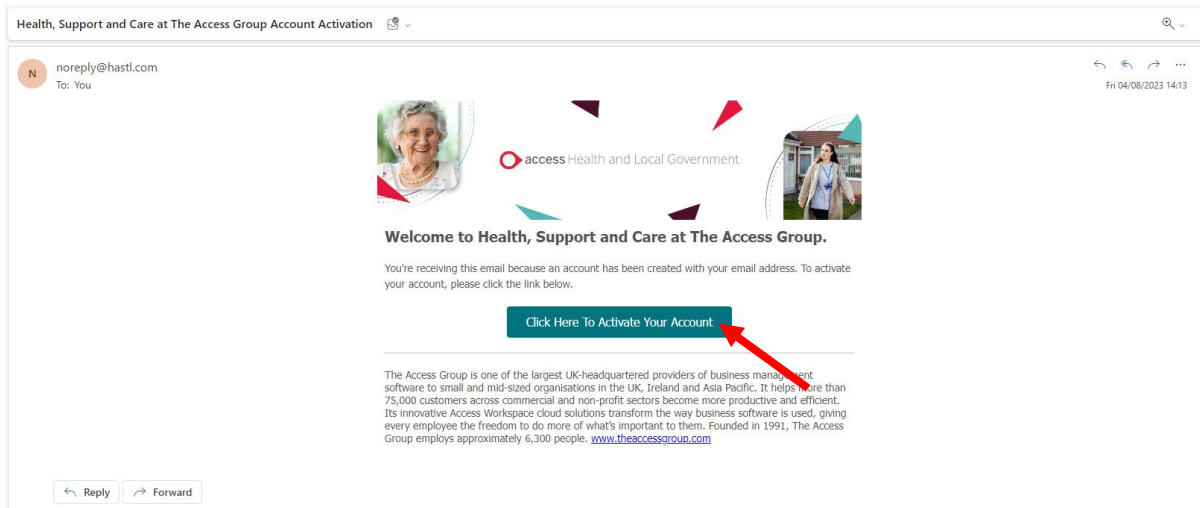 Health, Support and Care at The Access Group Account Activation
N
noreply@hastl.com
To: You
Fri 04/08/2023 14:13
access Health and Local Government
Welcome to Health, Support and Care at The Access Group.
You're receiving this email because an account has been created with your email address. To activate
your account, please click the link below.
Click Here To Activate Your Account
The Access Group is one of the largest UK-headquartered providers of business management
software to small and mid-sized organisations in the UK, Ireland and Asia Pacific. It helps more than
75,000 customers across commercial and non-profit sectors become more productive and efficient.
Its innovative Access Workspace cloud solutions transform the way business software is used, giving
every employee the freedom to do more of what's important to them. Founded in 1991, The Access
Group employs approximately 6,300 people. www.theaccessgroup.com
Reply
Forward